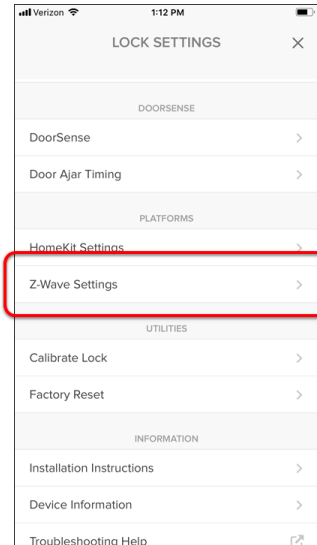 Verizon 1:12 PM
LOCK SETTINGS
DOORSENSE
DoorSense
Door Ajar Timing
PLATFORMS
HomeKit Settings
Z-Wave Settings
UTILITIES
Calibrate Lock
Factory Reset
INFORMATION
Installation Instructions
Device Information
Troubleshooting Help